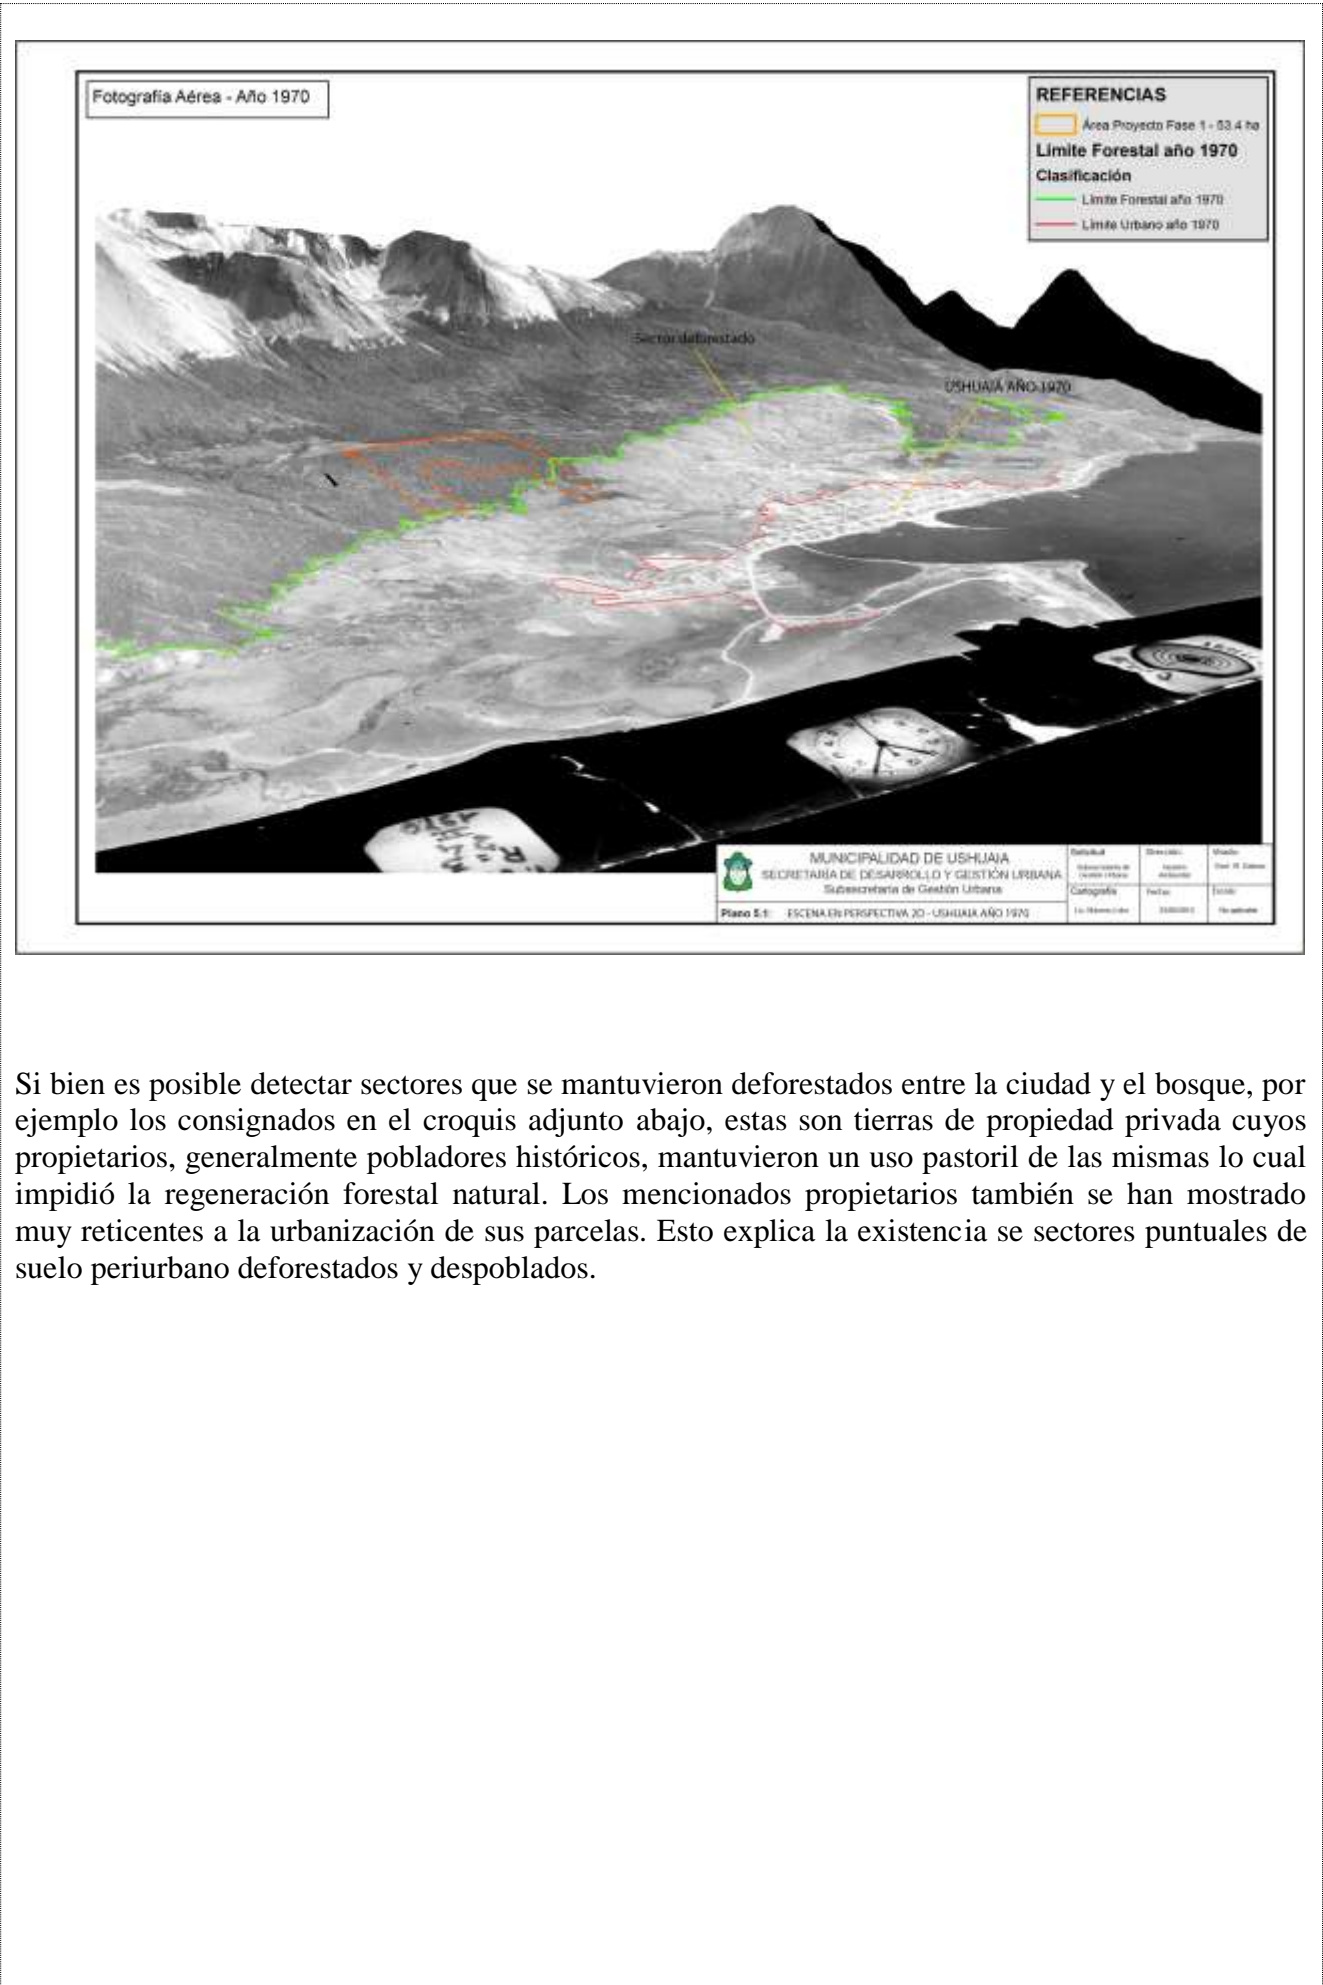 Fotografía Aérea - Año 1970
REFERENCIAS
Área Proyecto Fase 1 - 53.4 ha
Limite Forestal año 1970
Clasificación
Limite Forestal año 1970
Limite Urbano año 1970
Sector deforestado
USHUAIA AÑO 1970
MUNICIPALIDAD DE USHUAIA
SECRETARÍA DE DESARROLLO Y GESTIÓN URBANA
Subsecretaría de Gestión Urbana
Plano 5.1: ESCENA EN PERSPECTIVA 2D - USHUAIA AÑO 1970
Cartografía
Si bien es posible detectar sectores que se mantuvieron deforestados entre la ciudad y el bosque, por
ejemplo los consignados en el croquis adjunto abajo, estas son tierras de propiedad privada cuyos
propietarios, generalmente pobladores históricos, mantuvieron un uso pastoril de las mismas lo cual
impidió la regeneración forestal natural. Los mencionados propietarios también se han mostrado
muy reticentes a la urbanización de sus parcelas. Esto explica la existencia se sectores puntuales de
suelo periurbano deforestados y despoblados.